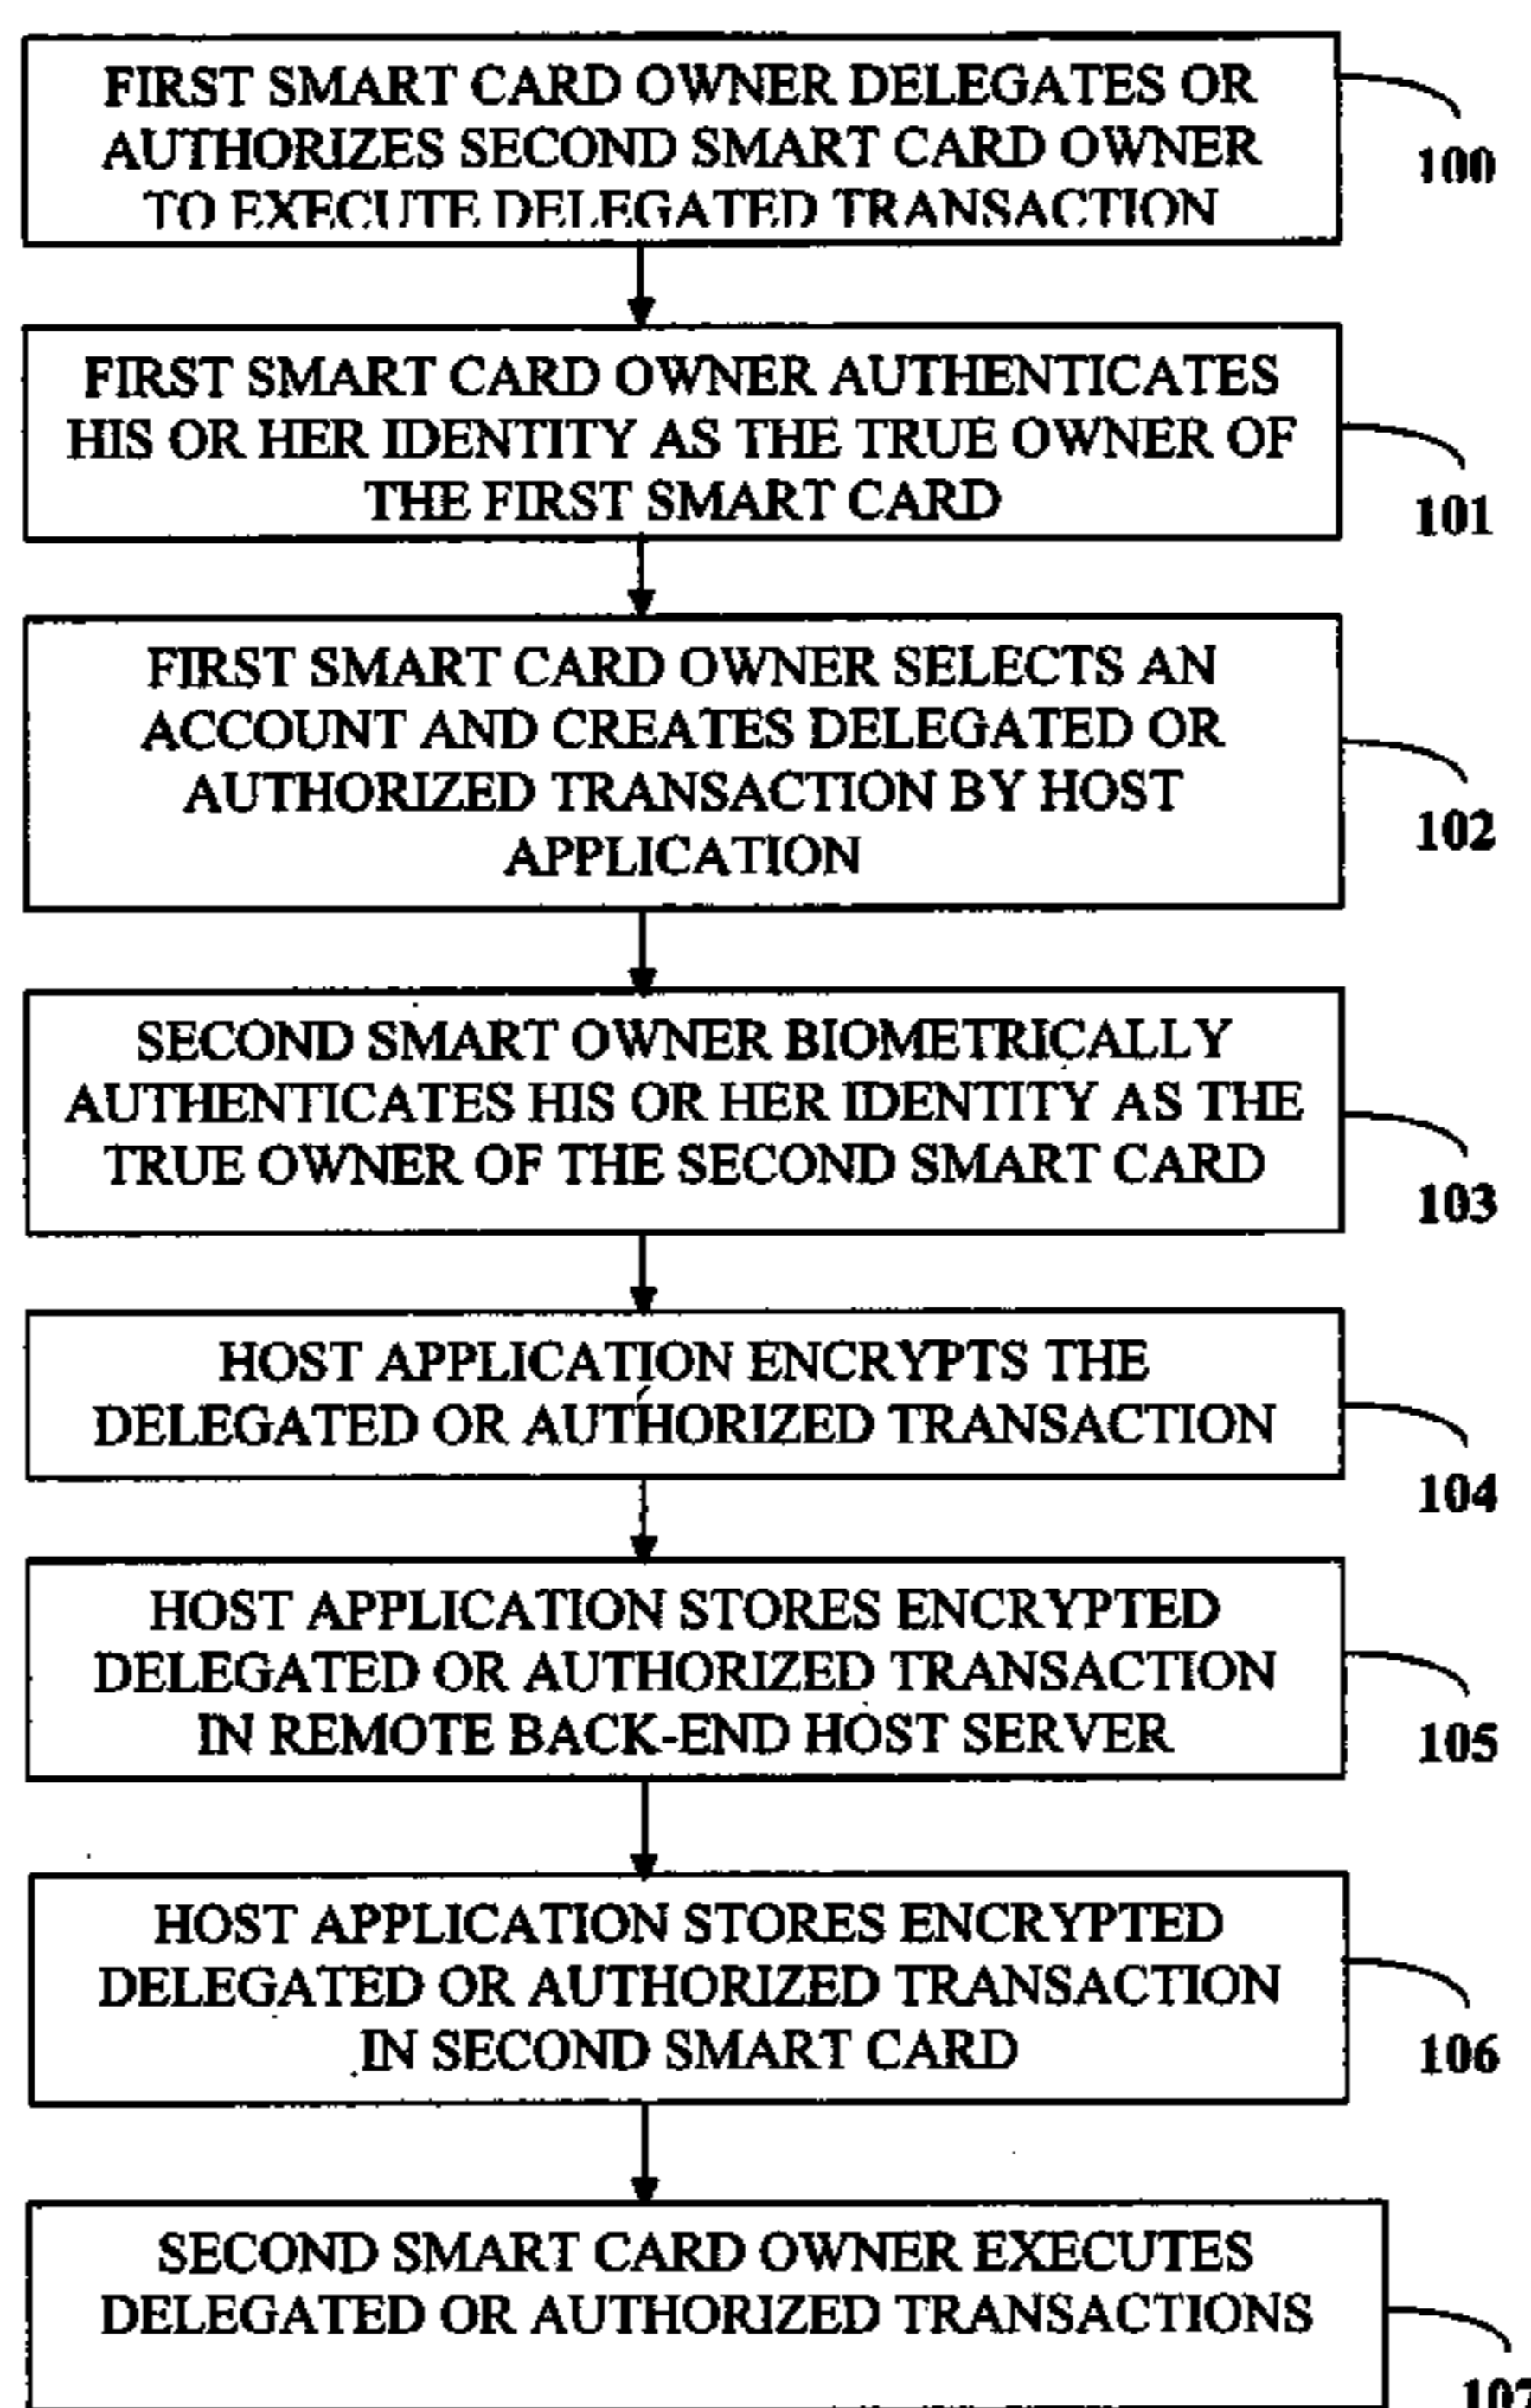 FIRST SMART CARD OWNER DELEGATES OR
AUTHORIZES SECOND SMART CARD OWNER
TO EXECUTE DELEGATED TRANSACTION
100
FIRST SMART CARD OWNER AUTHENTICATES
HIS OR HER IDENTITY AS THE TRUE OWNER OF
THE FIRST SMART CARD
101
FIRST SMART CARD OWNER SELECTS AN
ACCOUNT AND CREATES DELEGATED OR
AUTHORIZED TRANSACTION BY HOST
APPLICATION
102
SECOND SMART OWNER BIOMETRICALLY
AUTHENTICATES HIS OR HER IDENTITY AS THE
TRUE OWNER OF THE SECOND SMART CARD
103
HOST APPLICATION ENCRYPTS THE
DELEGATED OR AUTHORIZED TRANSACTION
104
HOST APPLICATION STORES ENCRYPTED
DELEGATED OR AUTHORIZED TRANSACTION
IN REMOTE BACK-END HOST SERVER
105
HOST APPLICATION STORES ENCRYPTED
DELEGATED OR AUTHORIZED TRANSACTION
IN SECOND SMART CARD
106
SECOND SMART CARD OWNER EXECUTES
DELEGATED OR AUTHORIZED TRANSACTIONS
107